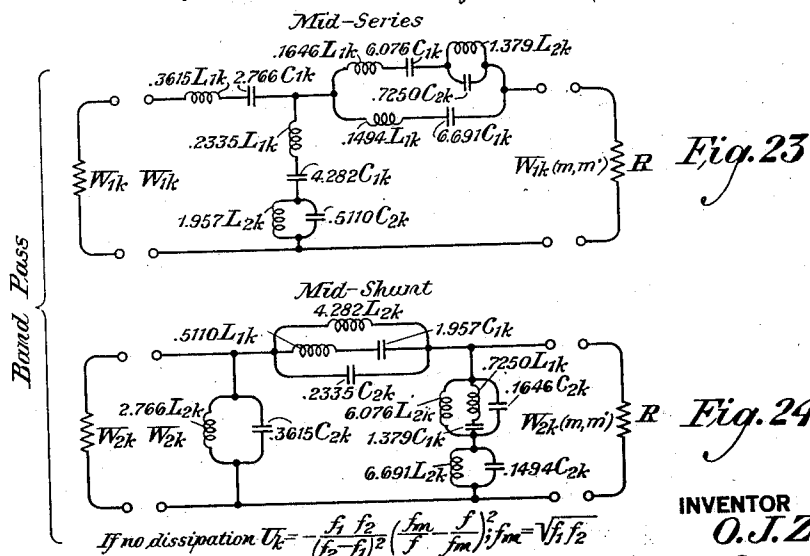 Mid-Series
.1646L1k 6.076C1k 1.379L2k
.3615L1k 2.766C1k
.7250C2k
.1494L1k 6.691C1k
.2335L1k
4.282C1k
1.957L2k .5110C2k
W1k W1k W1k(m,m') R Fig.23
Band Pass
Mid-Shunt
4.282L2k
.5110L1k 1.957C1k
.2335C2k
.7250L1k
.1646C2k
6.076L2k
1.379C1k
2.766L2k .3615C2k
W2k W2k W2k(m,m') R Fig.24
6.691L2k .1494C2k
If no dissipation Uk=-f1 f2/(f2-f1)²(fm/f-f/fm)²; fm=√f1f2
INVENTOR
O.J.Z